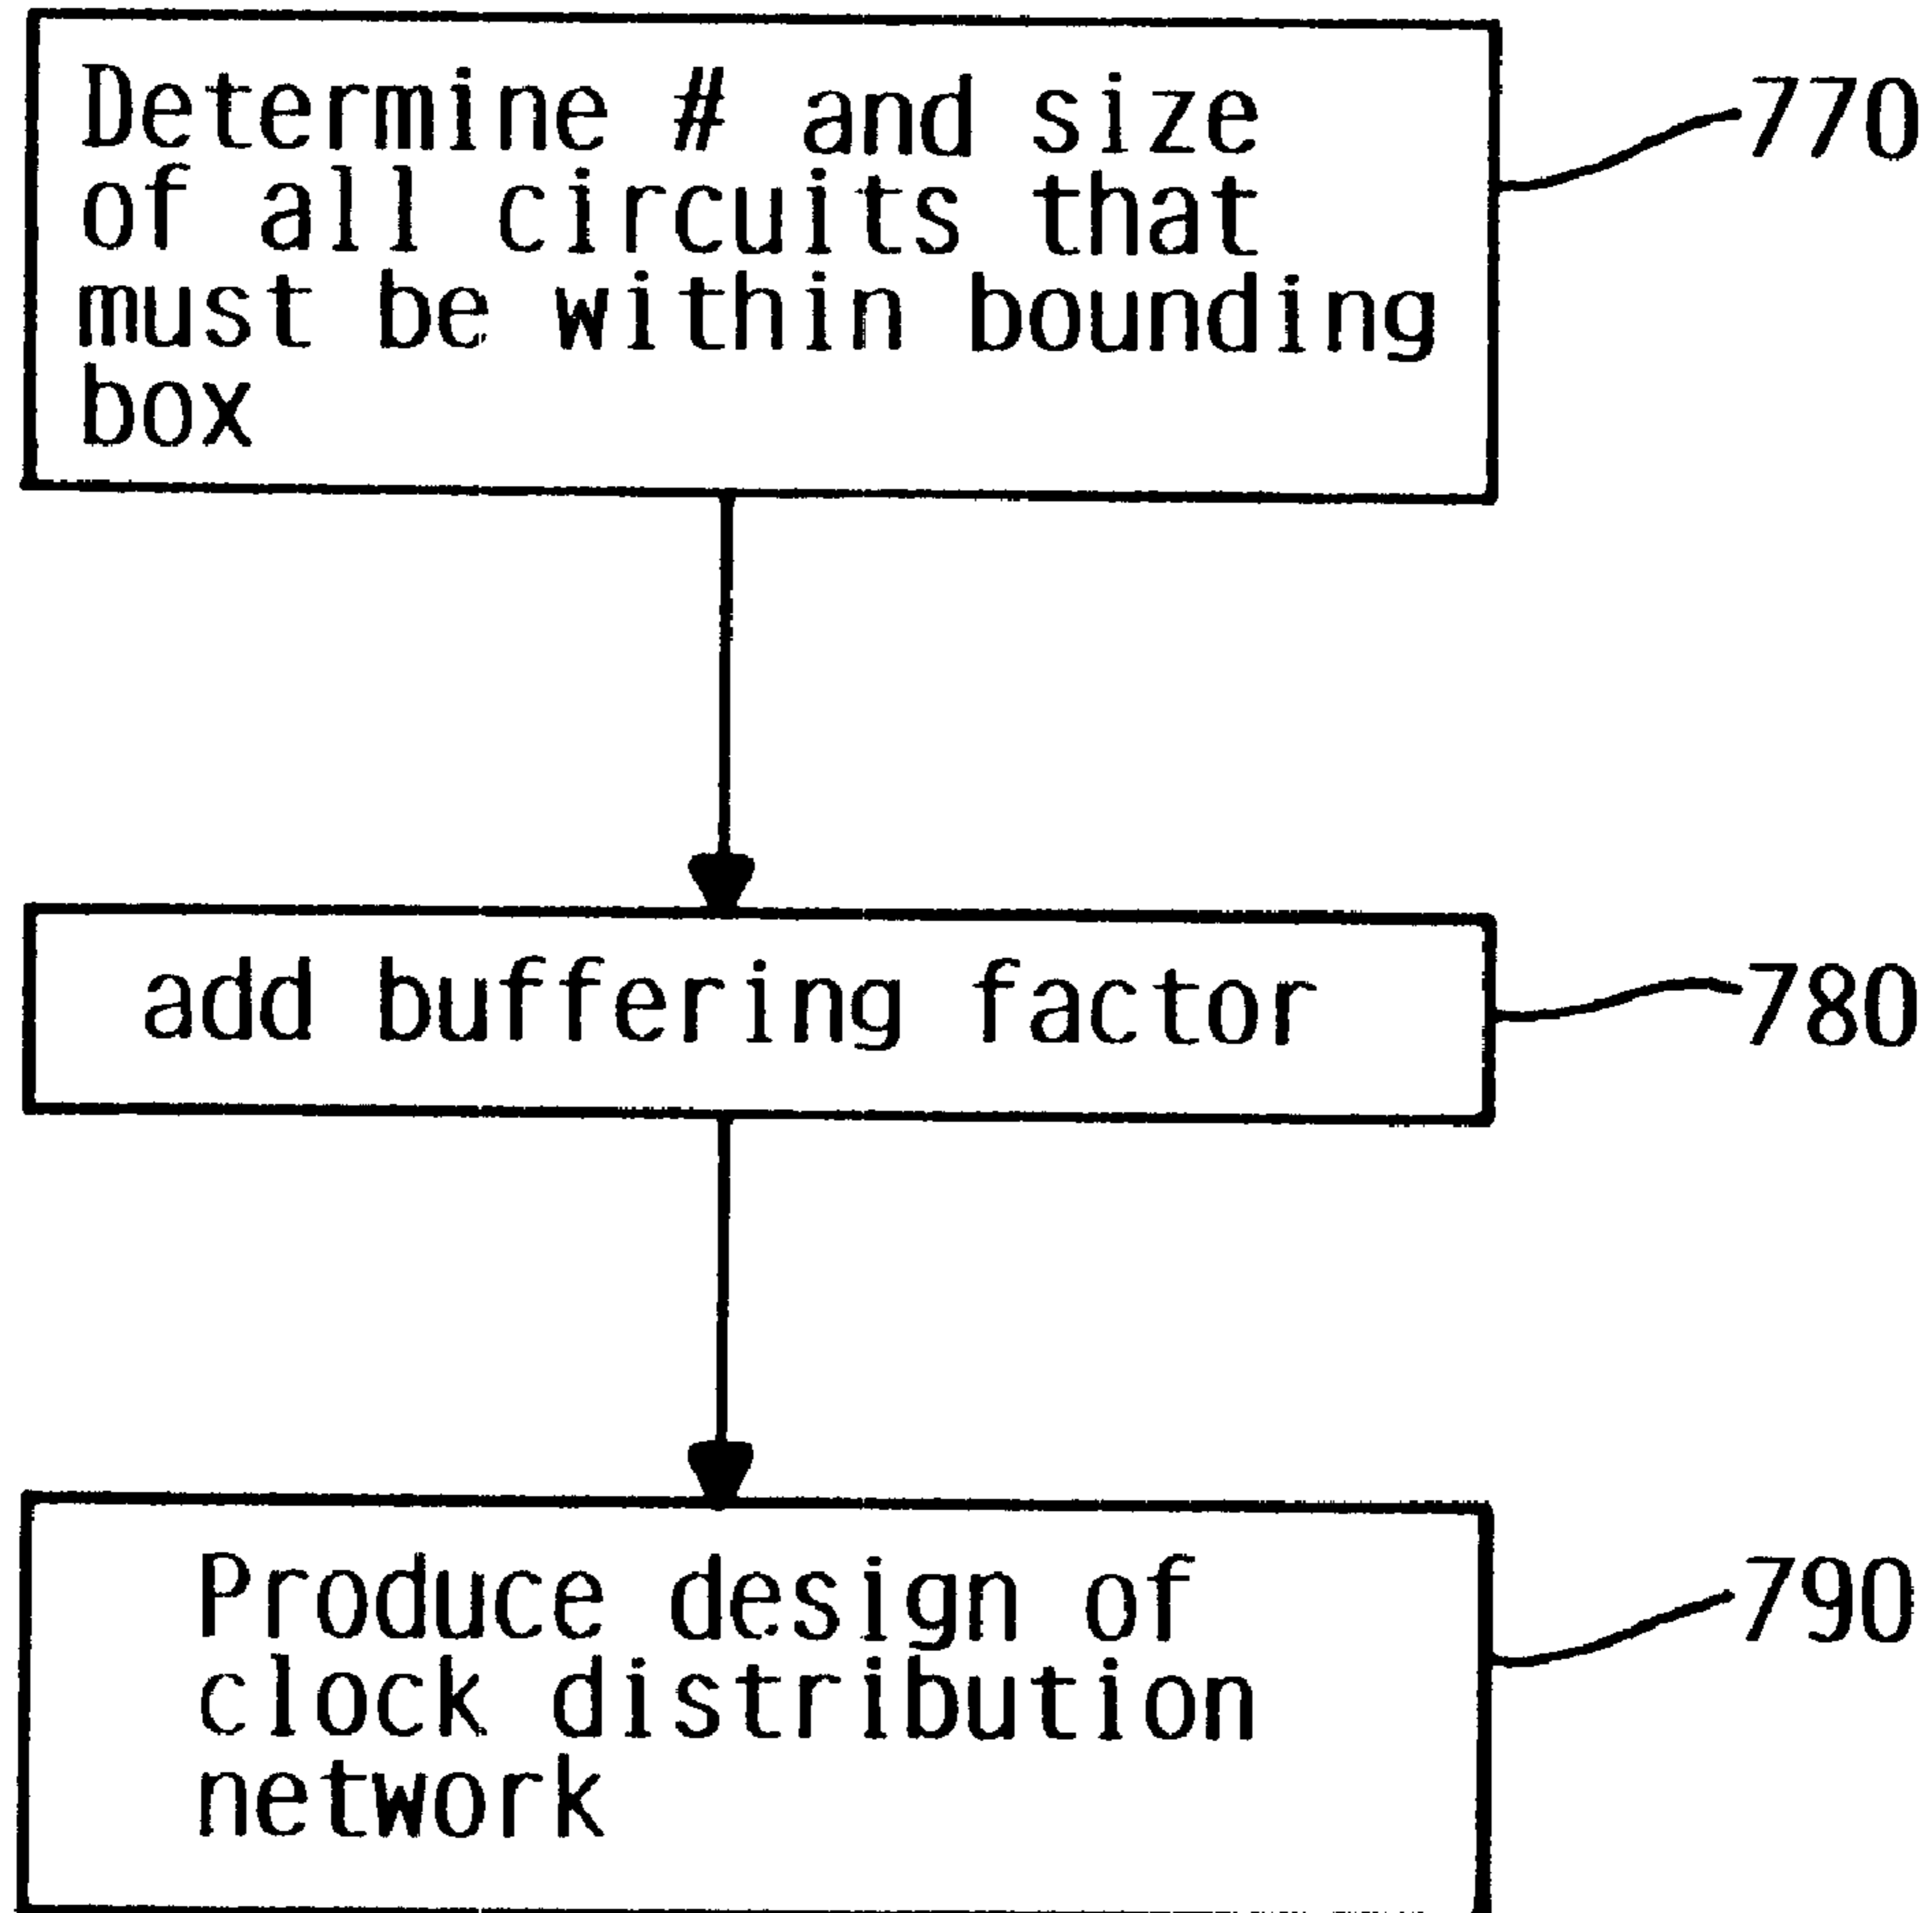 Determine # and size
of all circuits that
must be within bounding
box
770
add buffering factor
780
Produce design of
clock distribution
network
790